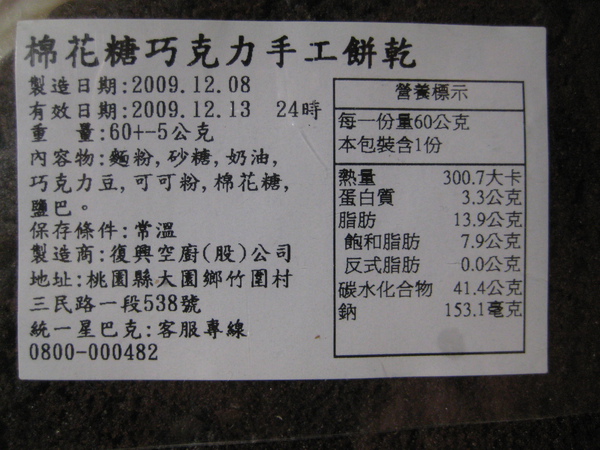 棉花糖巧克力手工餅乾
製造日期:2009.12.08
有效日期:2009.12.13 24時
重 量:60+-5公克
內容物:麵粉,砂糖,奶油,
巧克力豆,可可粉,棉花糖,
鹽巴。
保存條件:常溫
製造商:復興空廚(股)公司
地址:桃園縣大園鄉竹圍村
三民路一段538號
統一星巴克:客服專線
0800-000482
營養標示
每一份量60公克
本包裝含1份
熱量 300.7大卡
蛋白質 3.3公克
脂肪 13.9公克
飽和脂肪 7.9公克
反式脂肪 0.0公克
碳水化合物 41.4公克
鈉 153.1毫克